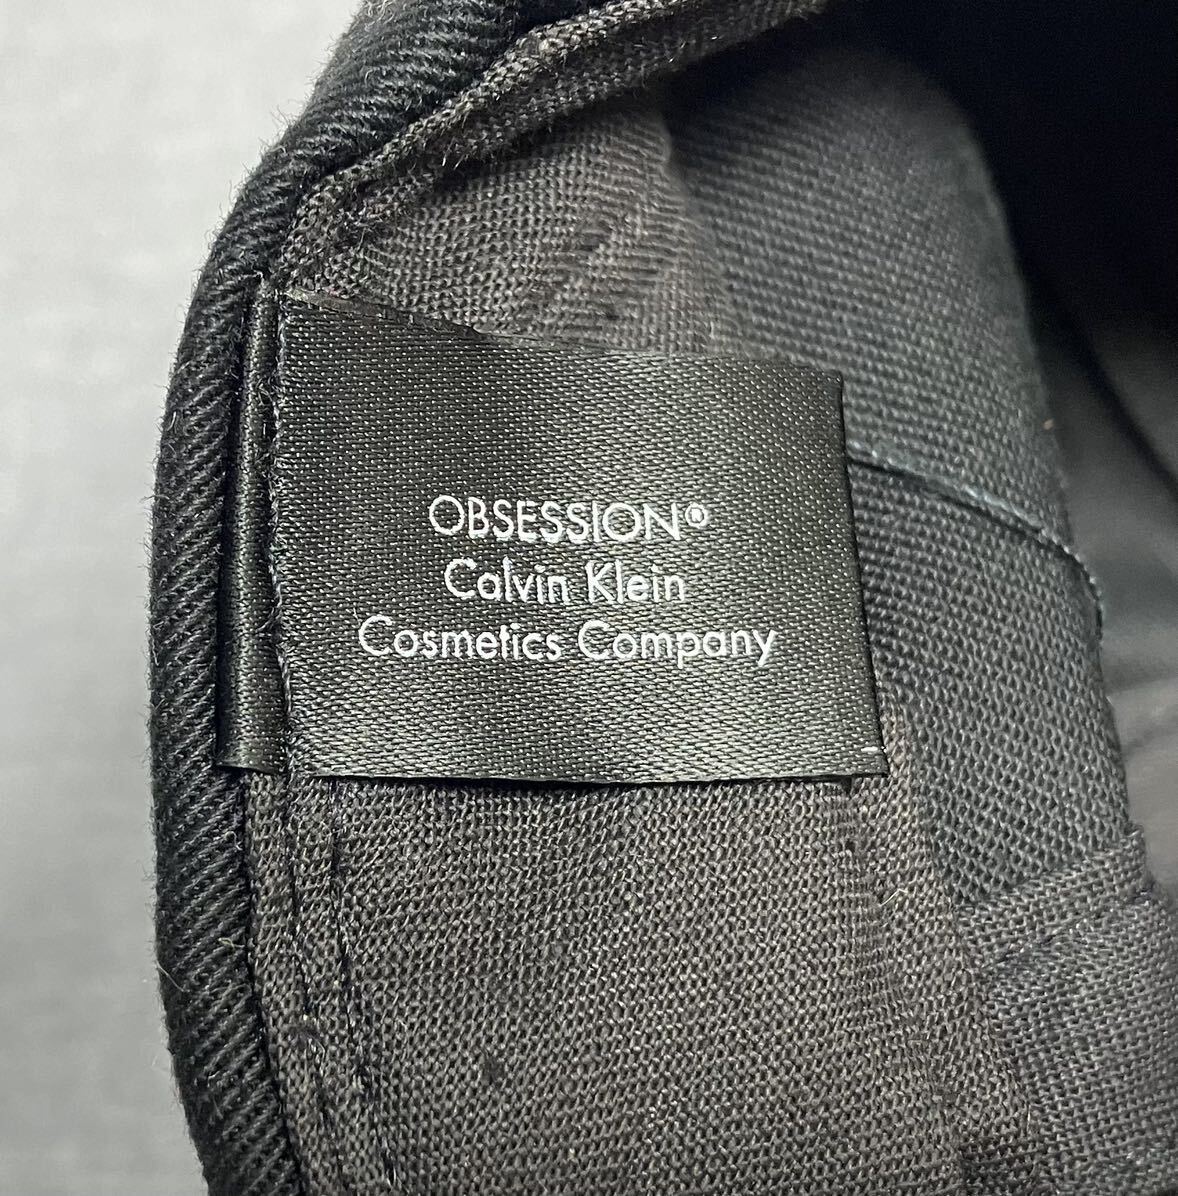 OBSESSION®
Calvin Klein
Cosmetics Company